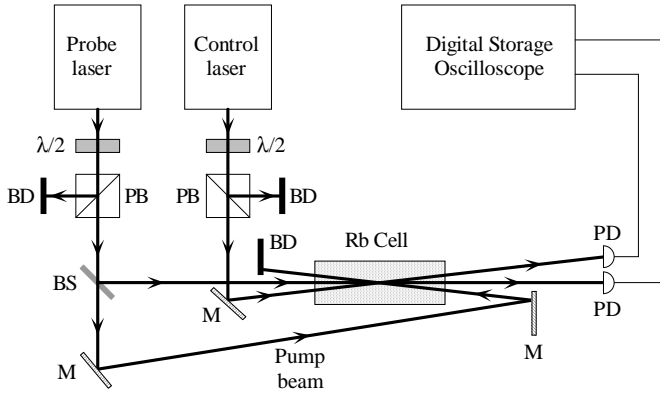 Probe
laser
Control
laser
Digital Storage
Oscilloscope
λ/2
λ/2
BD
PB
PB
BD
BD
Rb Cell
PD
BS
M
PD
M
Pump
beam
M